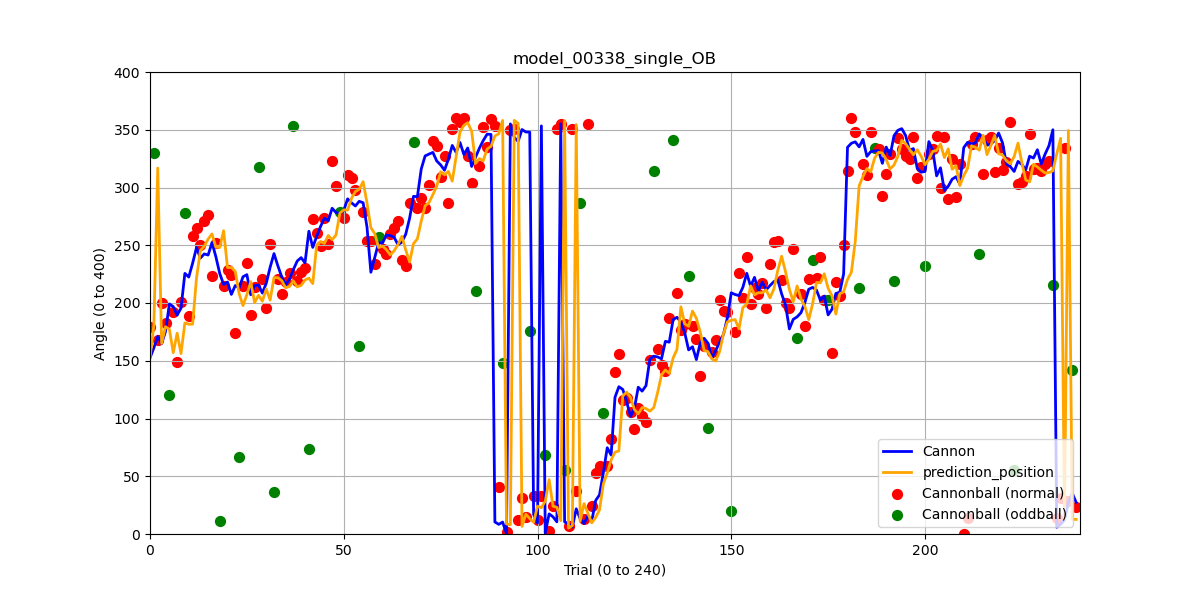 model_00338_single_OB
400
350
300
250
200
150
100
50
0
Angle (0 to 400)
0 50 100 150 200
Trial (0 to 240)
Cannon
prediction_position
Cannonball (normal)
Cannonball (oddball)